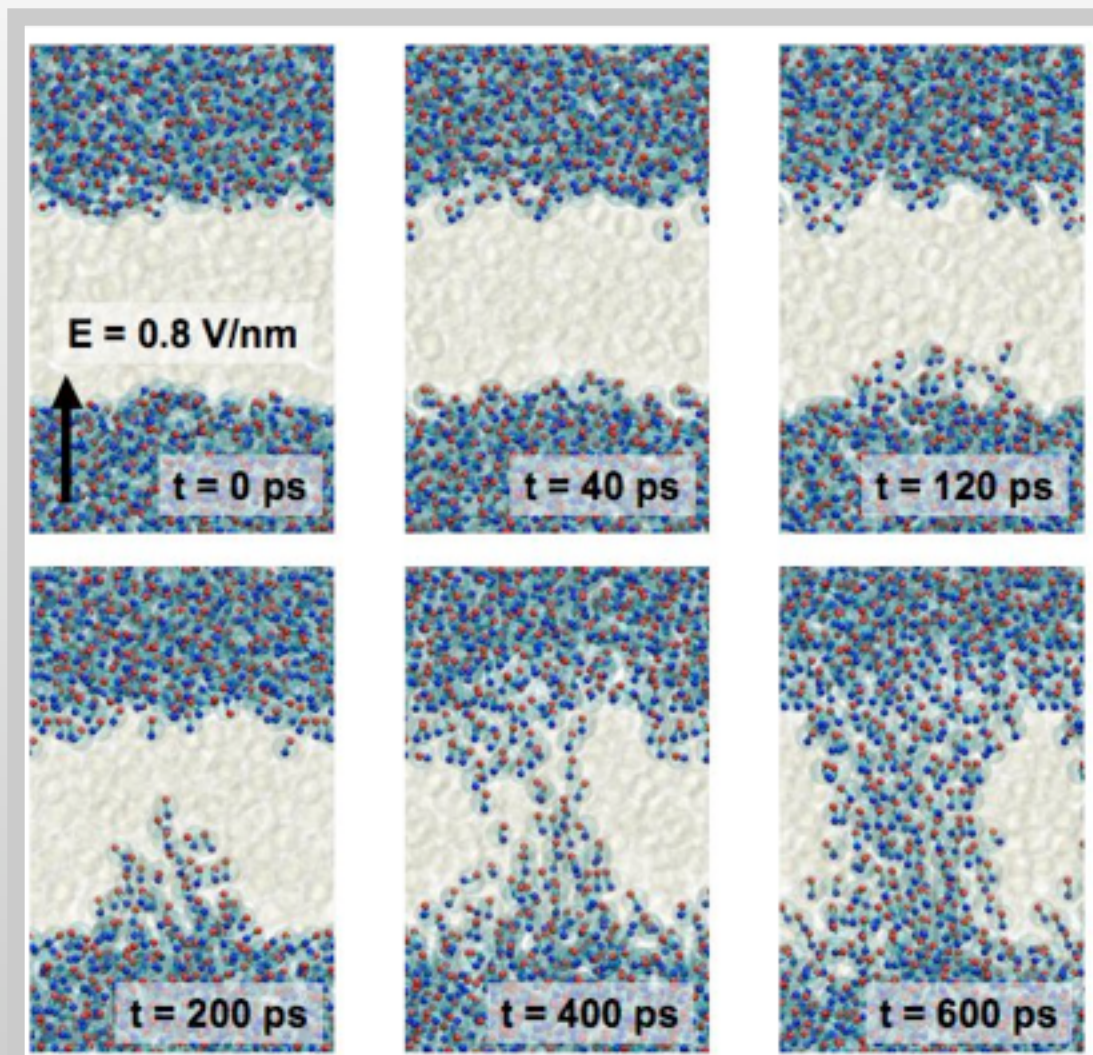 E = 0.8 V/nm
t = 0 ps
t = 40 ps
t = 120 ps
t = 200 ps
t = 400 ps
t = 600 ps